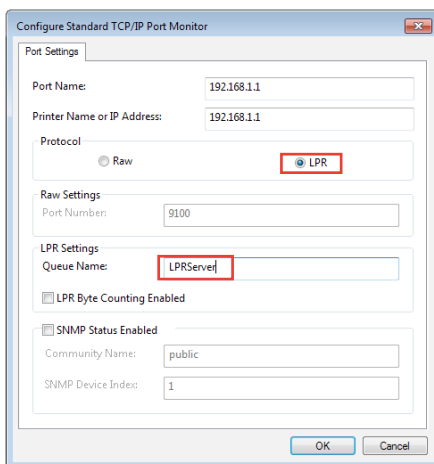 Configure Standard TCP/IP Port Monitor
Port Settings
Port Name: 192.168.1.1
Printer Name or IP Address: 192.168.1.1
Protocol
Raw LPR
Raw Settings
Port Number: 9100
LPR Settings
Queue Name: LPRServer
LPR Byte Counting Enabled
SNMP Status Enabled
Community Name: public
SNMP Device Index: 1
OK Cancel